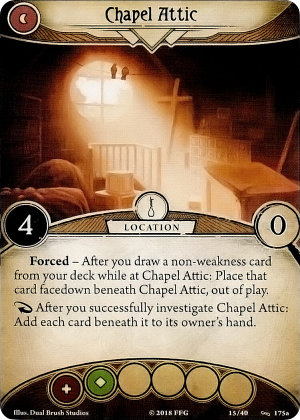 Chapel Attic
4
LOCATION
0
Forced – After you draw a non-weakness card
from your deck while at Chapel Attic: Place that
card facedown beneath Chapel Attic, out of play.
After you successfully investigate Chapel Attic:
Add each card beneath it to its owner's hand.
Illus. Dual Brush Studios © 2018 FFG 15/40 175a